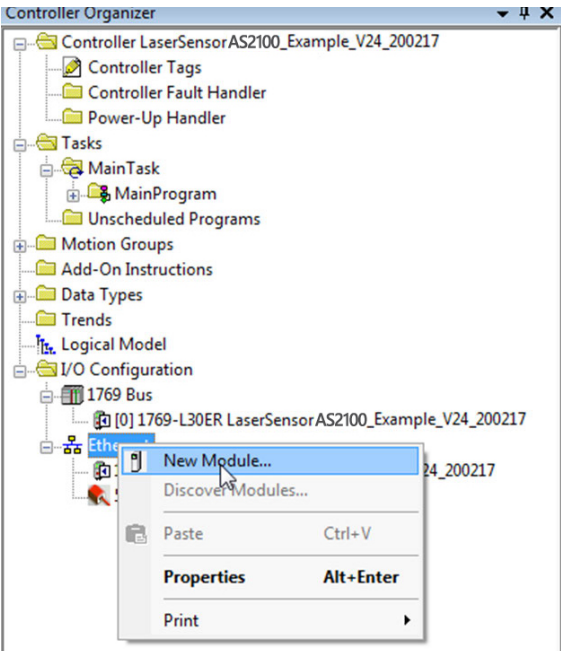 Controller Organizer
Controller LaserSensorAS2100_Example_V24_200217
Controller Tags
Controller Fault Handler
Power-Up Handler
Tasks
MainTask
MainProgram
Unscheduled Programs
Motion Groups
Add-On Instructions
Data Types
Trends
Logical Model
I/O Configuration
1769 Bus
[0] 1769-L30ER LaserSensorAS2100_Example_V24_200217
New Module...
24_200217
Discover Modules...
Paste Ctrl+V
Properties Alt+Enter
Print